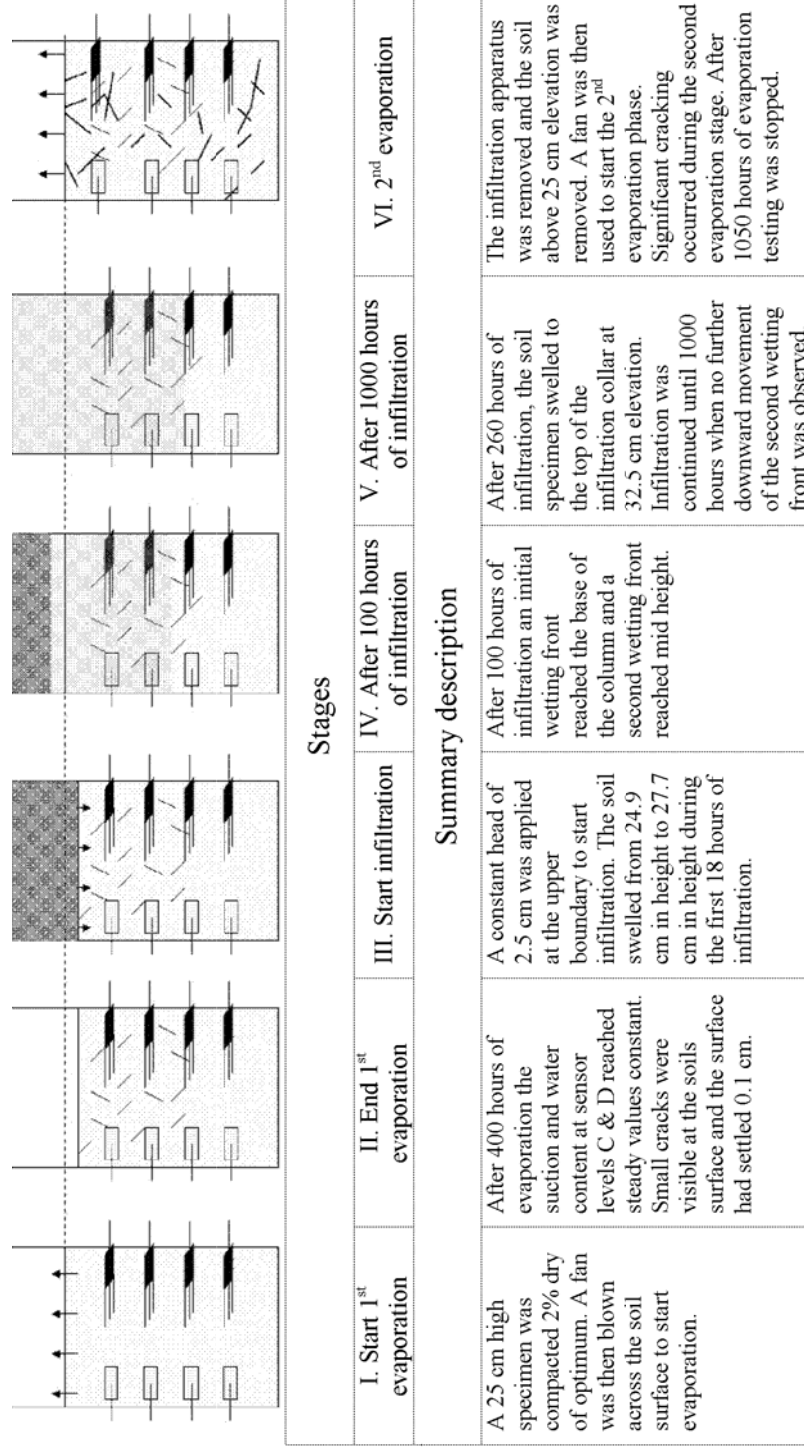 Stages
I. Start 1st
evaporation
II. End 1st
evaporation
III. Start infiltration
IV. After 100 hours
of infiltration
V. After 1000 hours
of infiltration
VI. 2nd evaporation
Summary description
A 25 cm high
specimen was
compacted 2% dry
of optimum. A fan
was then blown
across the soil
surface to start
evaporation.
After 400 hours of
evaporation the
suction and water
content at sensor
levels C & D reached
steady values constant.
Small cracks were
visible at the soils
surface and the surface
had settled 0.1 cm.
A constant head of
2.5 cm was applied
at the upper
boundary to start
infiltration. The soil
swelled from 24.9
cm in height to 27.7
cm in height during
the first 18 hours of
infiltration.
After 100 hours of
infiltration an initial
wetting front
reached the base of
the column and a
second wetting front
reached mid height.
After 260 hours of
infiltration, the soil
specimen swelled to
the top of the
infiltration collar at
32.5 cm elevation.
Infiltration was
continued until 1000
hours when no further
downward movement
of the second wetting
front was observed
The infiltration apparatus
was removed and the soil
above 25 cm elevation was
removed. A fan was then
used to start the 2nd
evaporation phase.
Significant cracking
occurred during the second
evaporation stage. After
1050 hours of evaporation
testing was stopped.